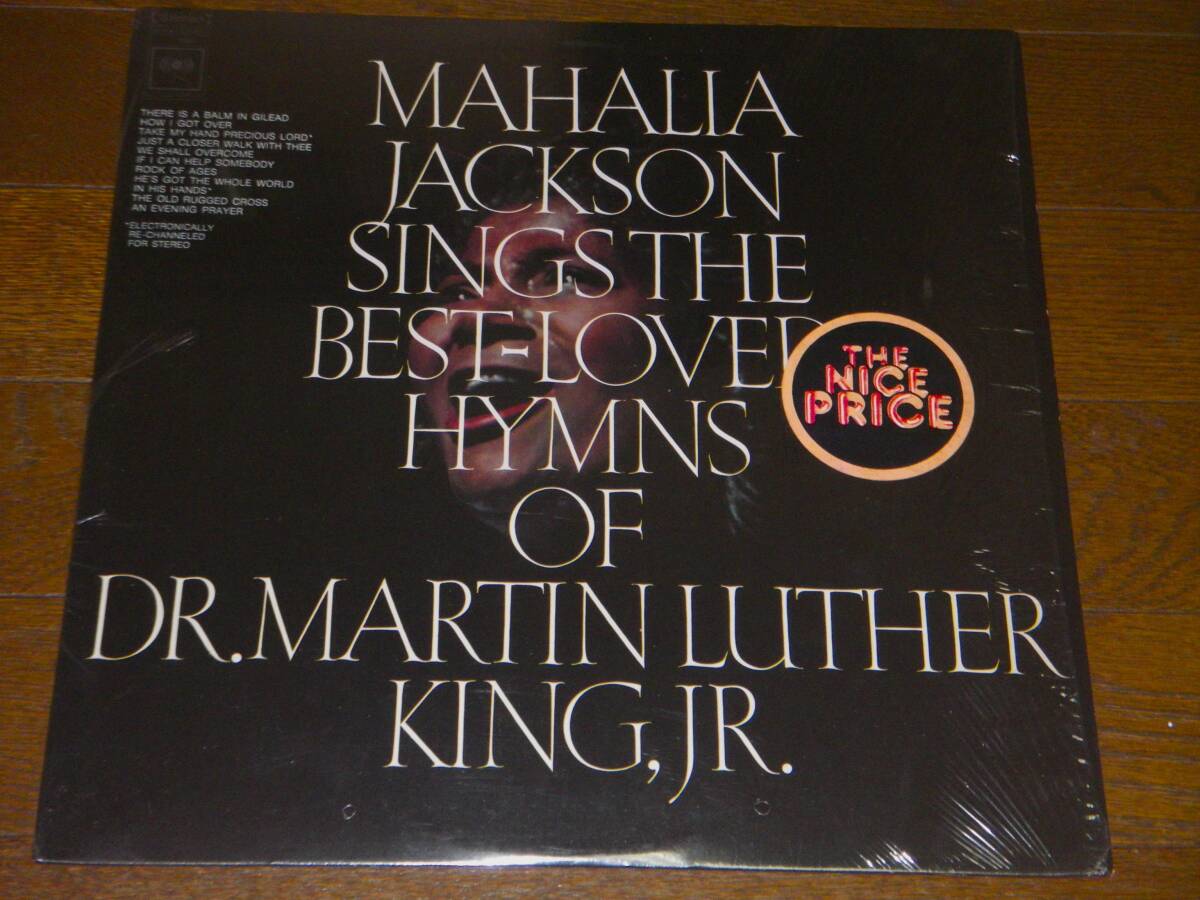 THERE IS A BALM IN GILEAD
HOW I GOT OVER
TAKE MY HAND PRECIOUS LORD*
JUST A CLOSER WALK WITH THEE
WE SHALL OVERCOME
IF I CAN HELP SOMEBODY
ROCK OF AGES
HE'S GOT THE WHOLE WORLD
IN HIS HANDS*
THE OLD RUGGED CROSS
AN EVENING PRAYER
*ELECTRONICALLY
RE-CHANNELED
FOR STEREO
MAHALIA
JACKSON
SINGS THE
BEST-LOVED
HYMNS
OF
DR. MARTIN LUTHER
KING, JR.
THE
NICE
PRICE